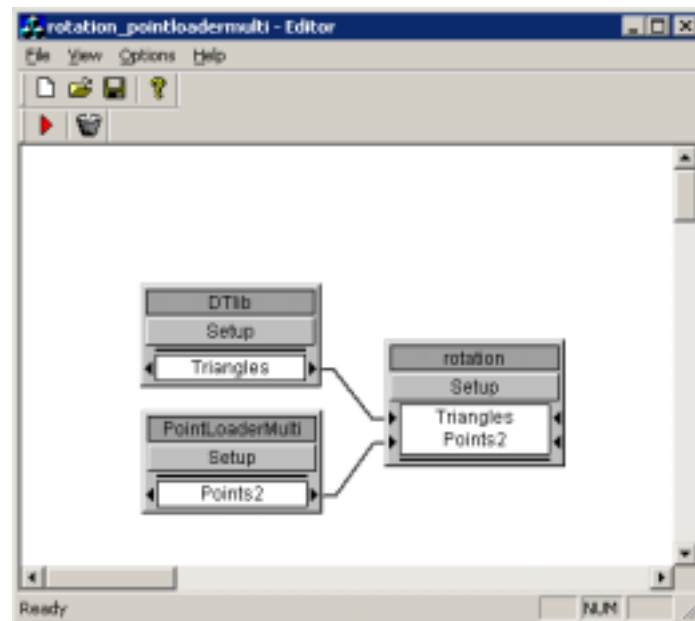 rotation_pointloadermulti - Editor
File View Options Help
DTlib
Setup
Triangles
PointLoaderMulti
Setup
Points2
rotation
Setup
Triangles
Points2
Ready
NUM